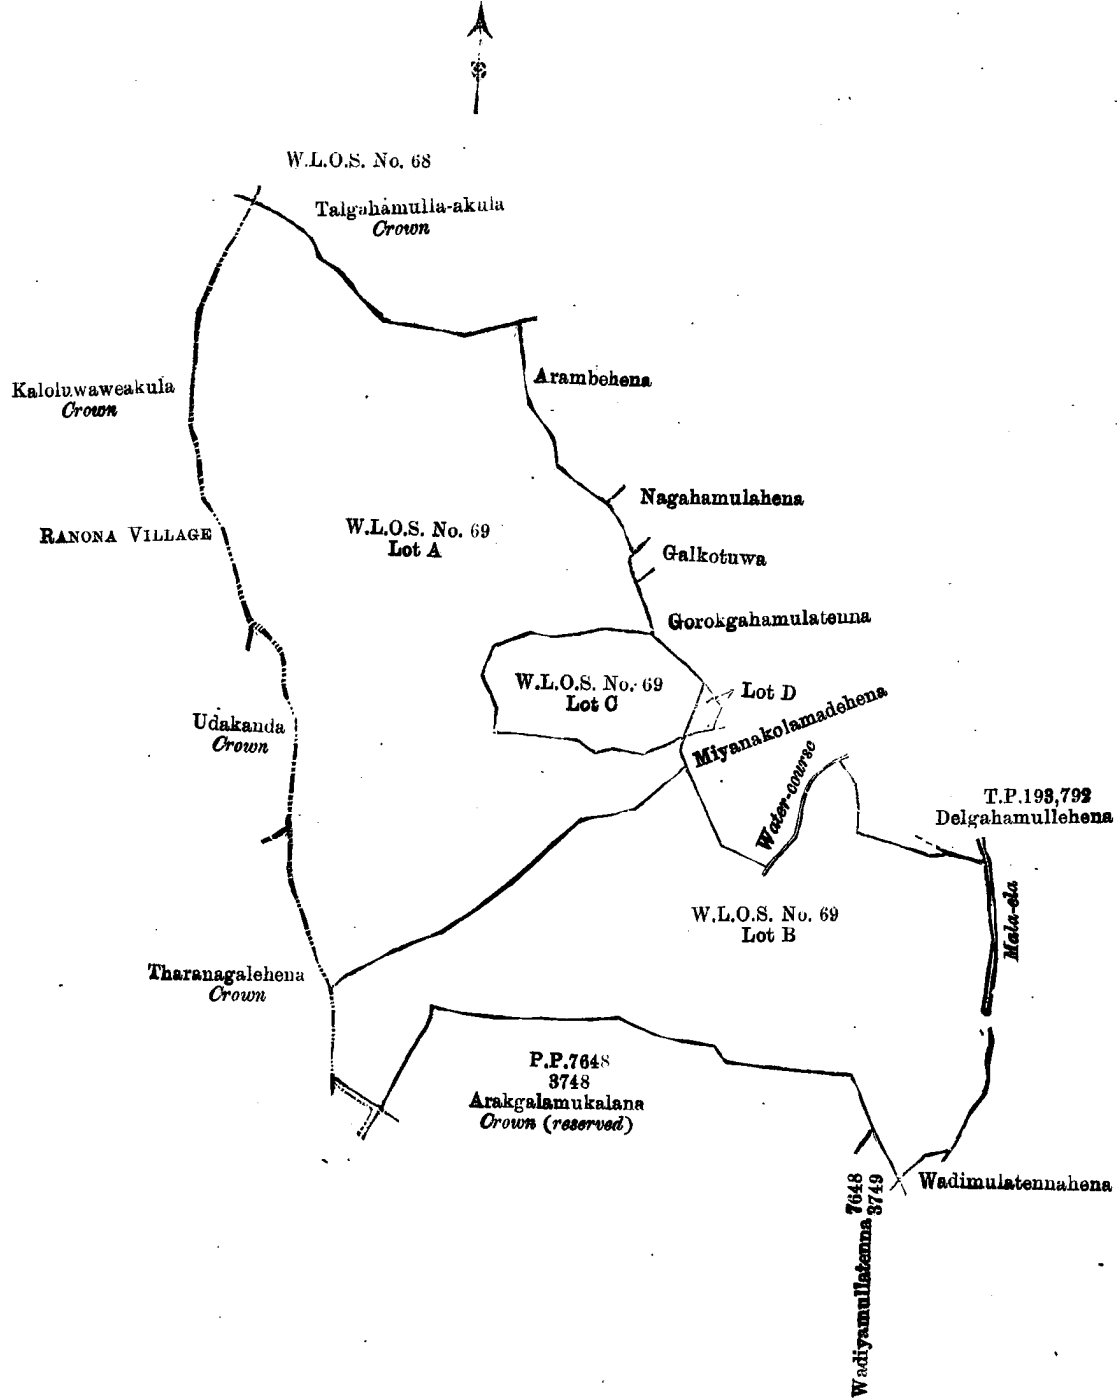 W.L.O.S. No. 68
Talgahamulla-akula
Crown
Arambehena
Kaloluwaweakula
Crown
Nagahamulahena
RANONA VILLAGE
W.L.O.S. No. 69
Lot A
Galkotuwa
Gorokgahamulatenna
W.L.O.S. No. 69
Lot C
Lot D
Miyanakolamadehena
Udakanda
Crown
Water-course
T.P.193,792
Delgahamullehena
Mala-ela
W.L.O.S. No. 69
Lot B
Tharanagalehena
Crown
P.P.7648
3748
Arakgalamukalana
Crown (reserved)
Wadimulatennahena
7648
3749
Wadiyamullatenna